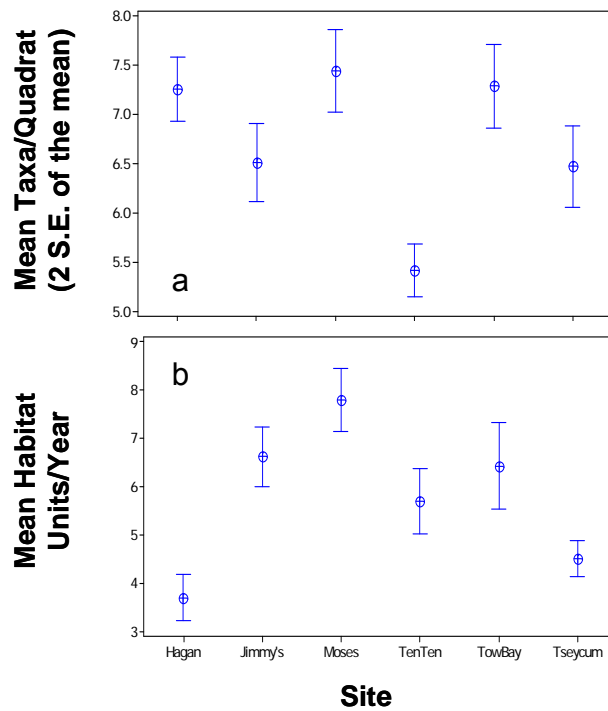 Mean Taxa/Quadrat
(2 S.E. of the mean)
8.0
7.5
7.0
6.5
6.0
5.5
5.0
a
Mean Habitat
Units/Year
9
8
7
6
5
4
3
b
Hagan Jimmy's Moses TenTen TowBay Tseycum
Site